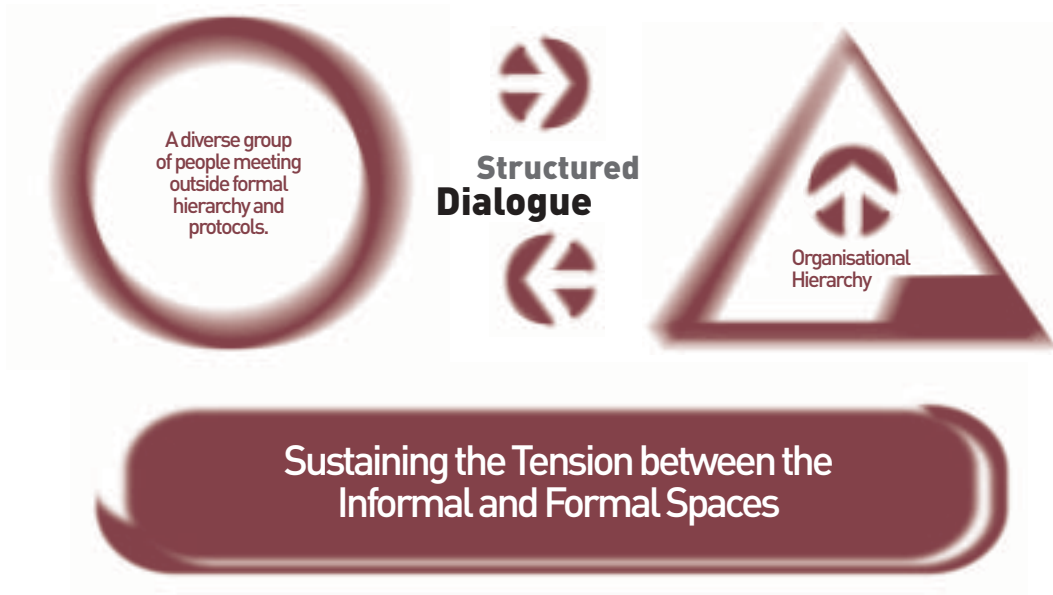 A diverse group
of people meeting
outside formal
hierarchy and
protocols.
Structured
Dialogue
Organisational
Hierarchy
Sustaining the Tension between the
Informal and Formal Spaces